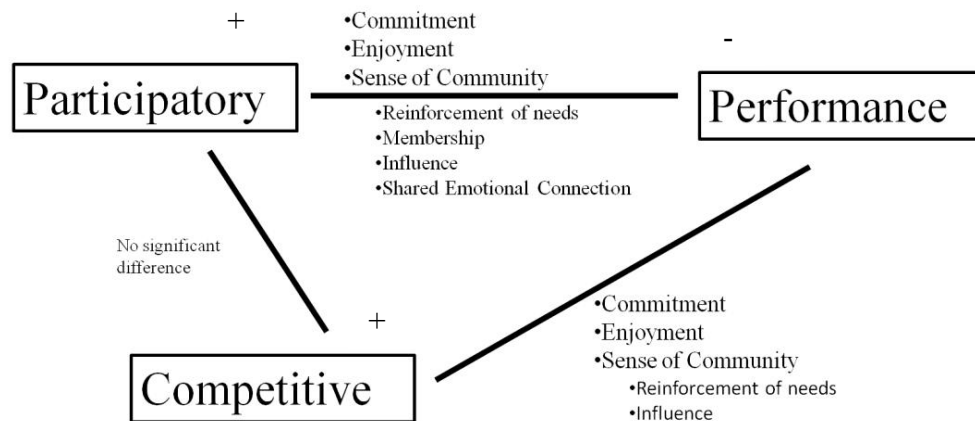 +
•Commitment
•Enjoyment
•Sense of Community
-
Participatory
Performance
•Reinforcement of needs
•Membership
•Influence
•Shared Emotional Connection
No significant
difference
+
Competitive
•Commitment
•Enjoyment
•Sense of Community
•Reinforcement of needs
•Influence